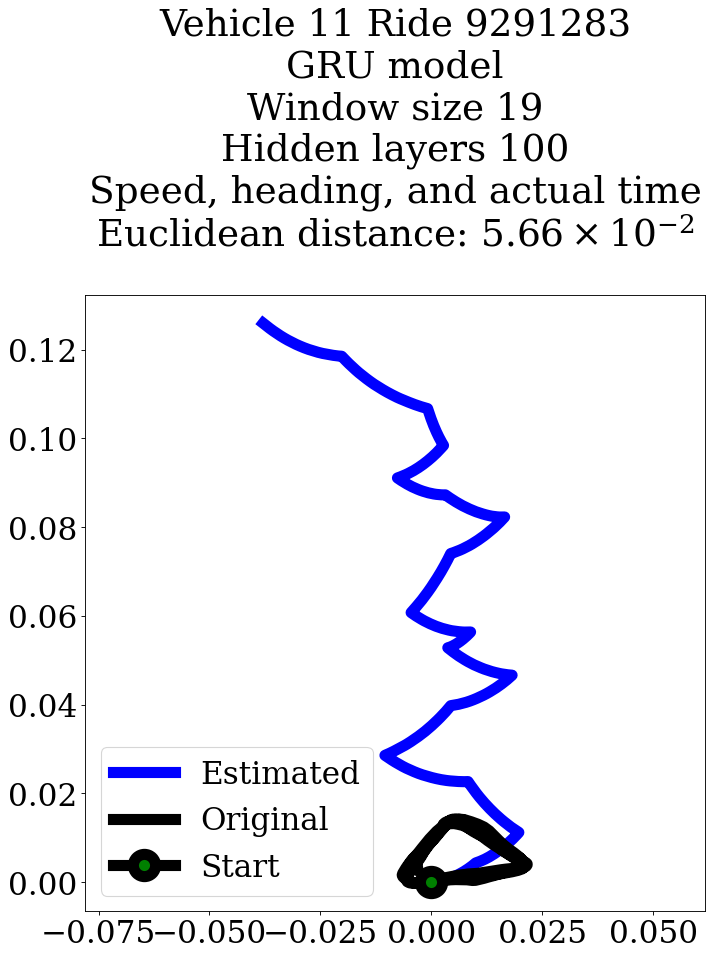 Vehicle 11 Ride 9291283
GRU model
Window size 19
Hidden layers 100
Speed, heading, and actual time
Euclidean distance: 5.66 × 10⁻²
0.12
0.10
0.08
0.06
0.04
0.02
0.00
Estimated
Original
Start
−0.075 −0.050 −0.025 0.000 0.025 0.050